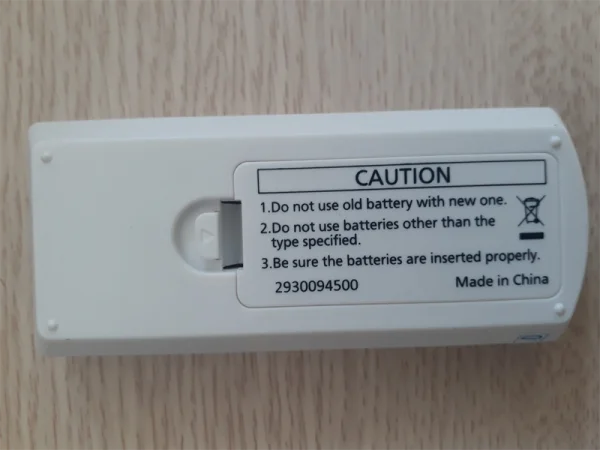 CAUTION
1.Do not use old battery with new one.
2.Do not use batteries other than the
type specified.
3.Be sure the batteries are inserted properly.
2930094500 Made in China